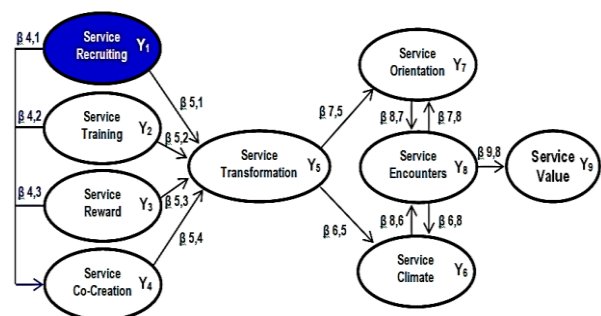 β 4,1
Service
Recruiting
Y1
β 5,1
β 4,2
Service
Training
Y2
β 5,2
β 4,3
Service
Reward
Y3
β 5,3
Service
Co-Creation
Y4
β 5,4
Service
Transformation
Y5
β 7,5
β 6,5
Service
Orientation
Y7
β 8,7
β 7,8
Service
Encounters
Y8
β 9,8
Service
Value
Y9
β 8,6
β 6,8
Service
Climate
Y6